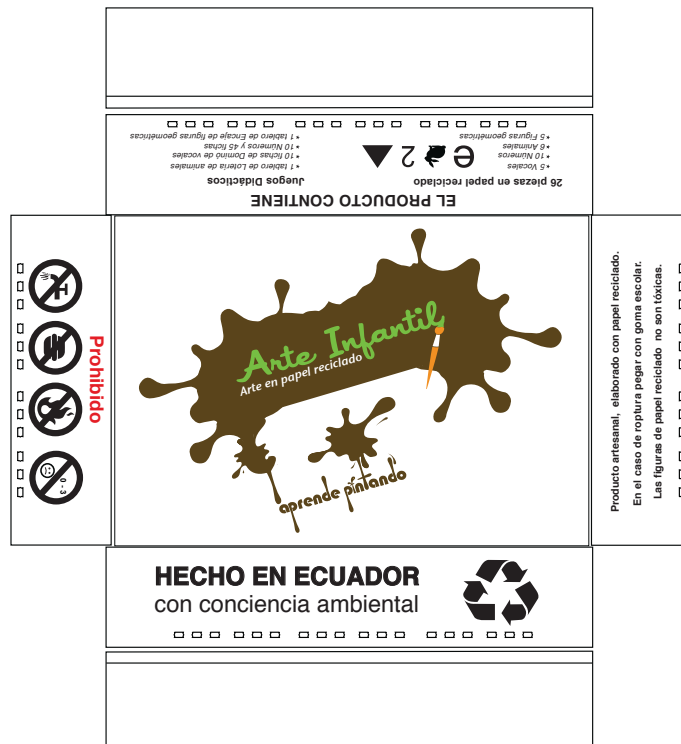 EL PRODUCTO CONTIENE
26 piezas en papel reciclado
* 5 Vocales
* 10 Números
* 6 Animales
* 5 Figuras geométricas
e 2
Juegos Didácticos
* 1 tablero de Lotería de animales
* 10 fichas de Dominó de vocales
* 10 Números y 45 fichas
* 1 tablero de Encaje de figuras geométricas
Prohibido
0 - 3
Arte Infantil
Arte en papel reciclado
aprende pintando
Producto artesanal, elaborado con papel reciclado.
En el caso de roptura pegar con goma escolar.
Las figuras de papel reciclado no son tóxicas.
HECHO EN ECUADOR
con conciencia ambiental